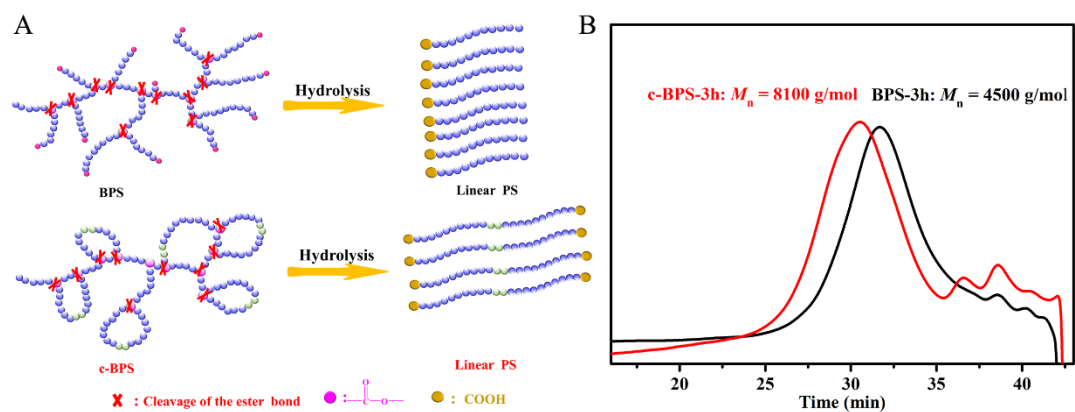 A
Hydrolysis
BPS
Linear PS
Hydrolysis
c-BPS
Linear PS
X : Cleavage of the ester bond
: —C—O—
O
: COOH
B
c-BPS-3h: Mn = 8100 g/mol
BPS-3h: Mn = 4500 g/mol
20 25 30 35 40
Time (min)